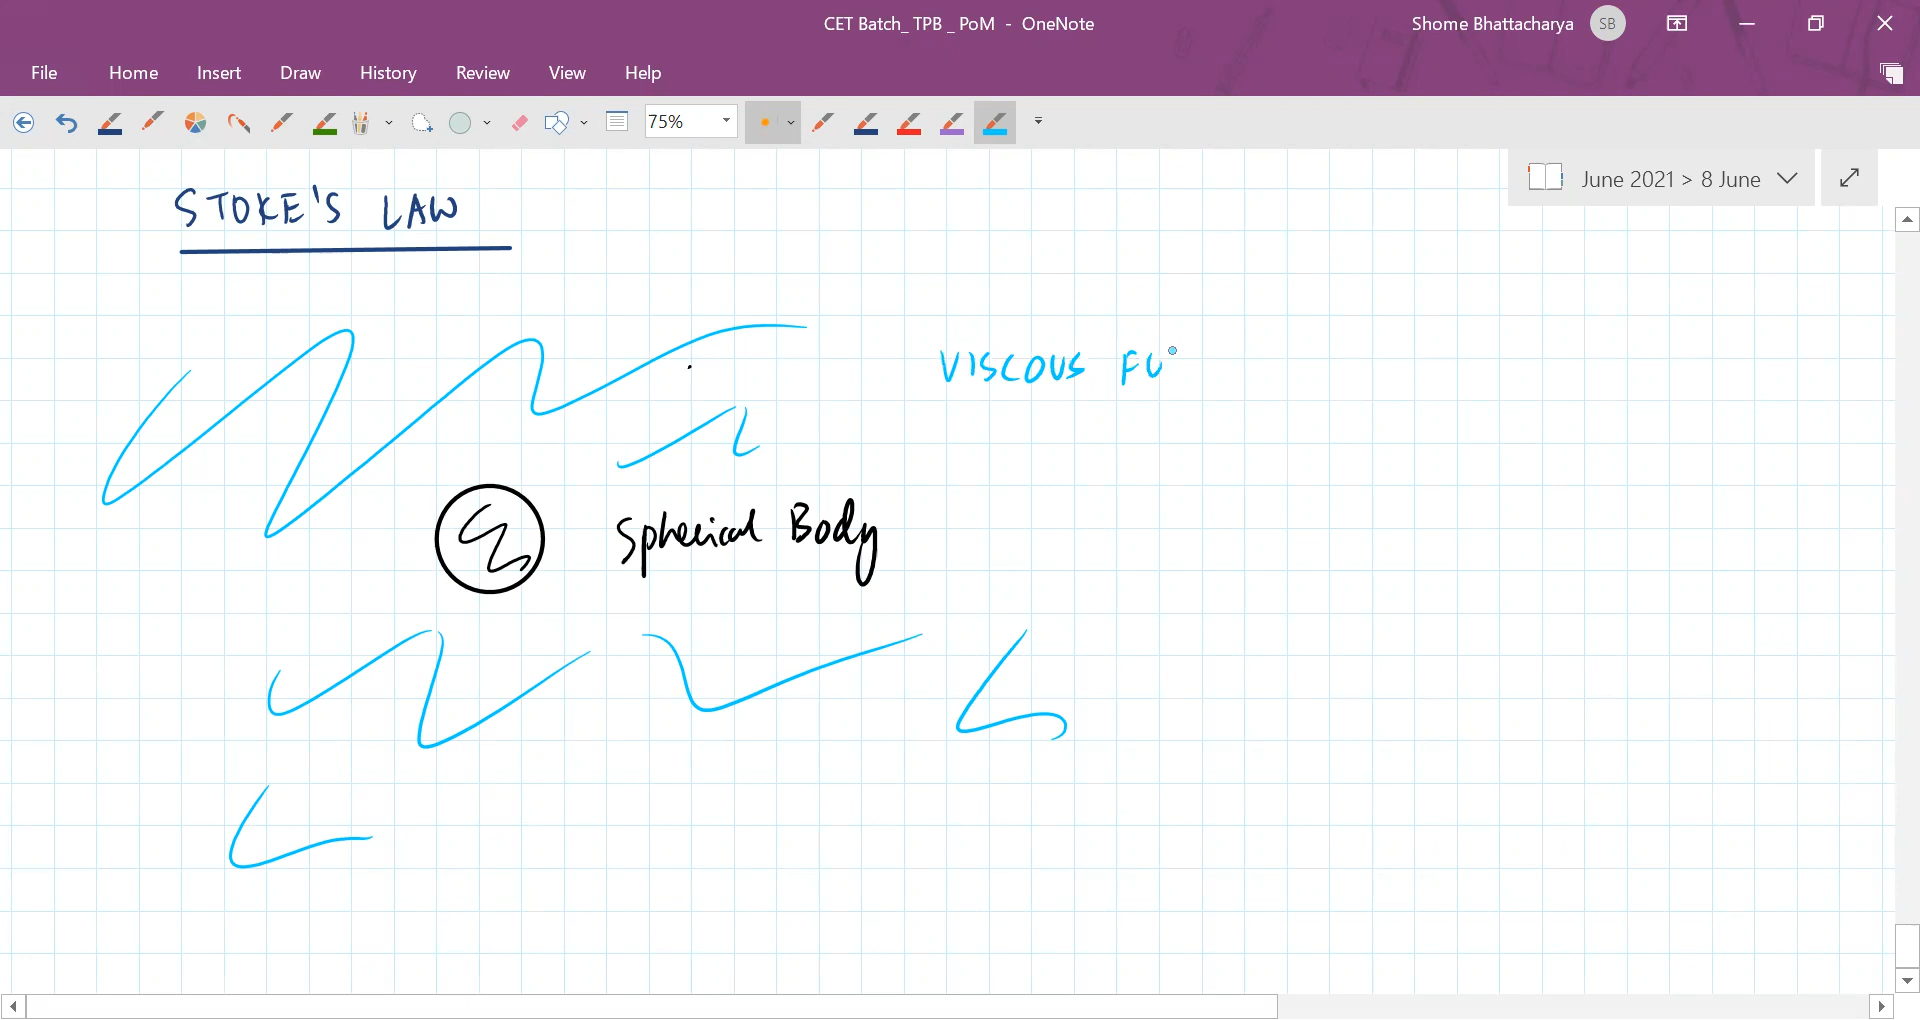 CET Batch_ TPB _ PoM - OneNote
Shome Bhattacharya SB
File Home Insert Draw History Review View Help
75%
June 2021 > 8 June
STOKE'S LAW
VISCOUS FU
Spherical Body